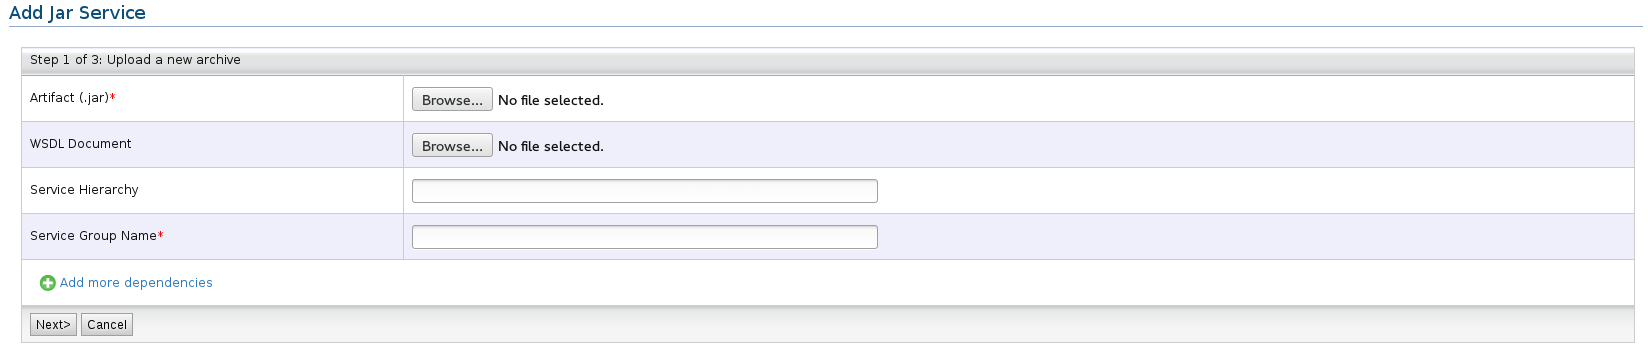 Add Jar Service
Step 1 of 3: Upload a new archive
Artifact (.jar)* Browse... No file selected.
WSDL Document Browse... No file selected.
Service Hierarchy
Service Group Name*
Add more dependencies
Next> Cancel